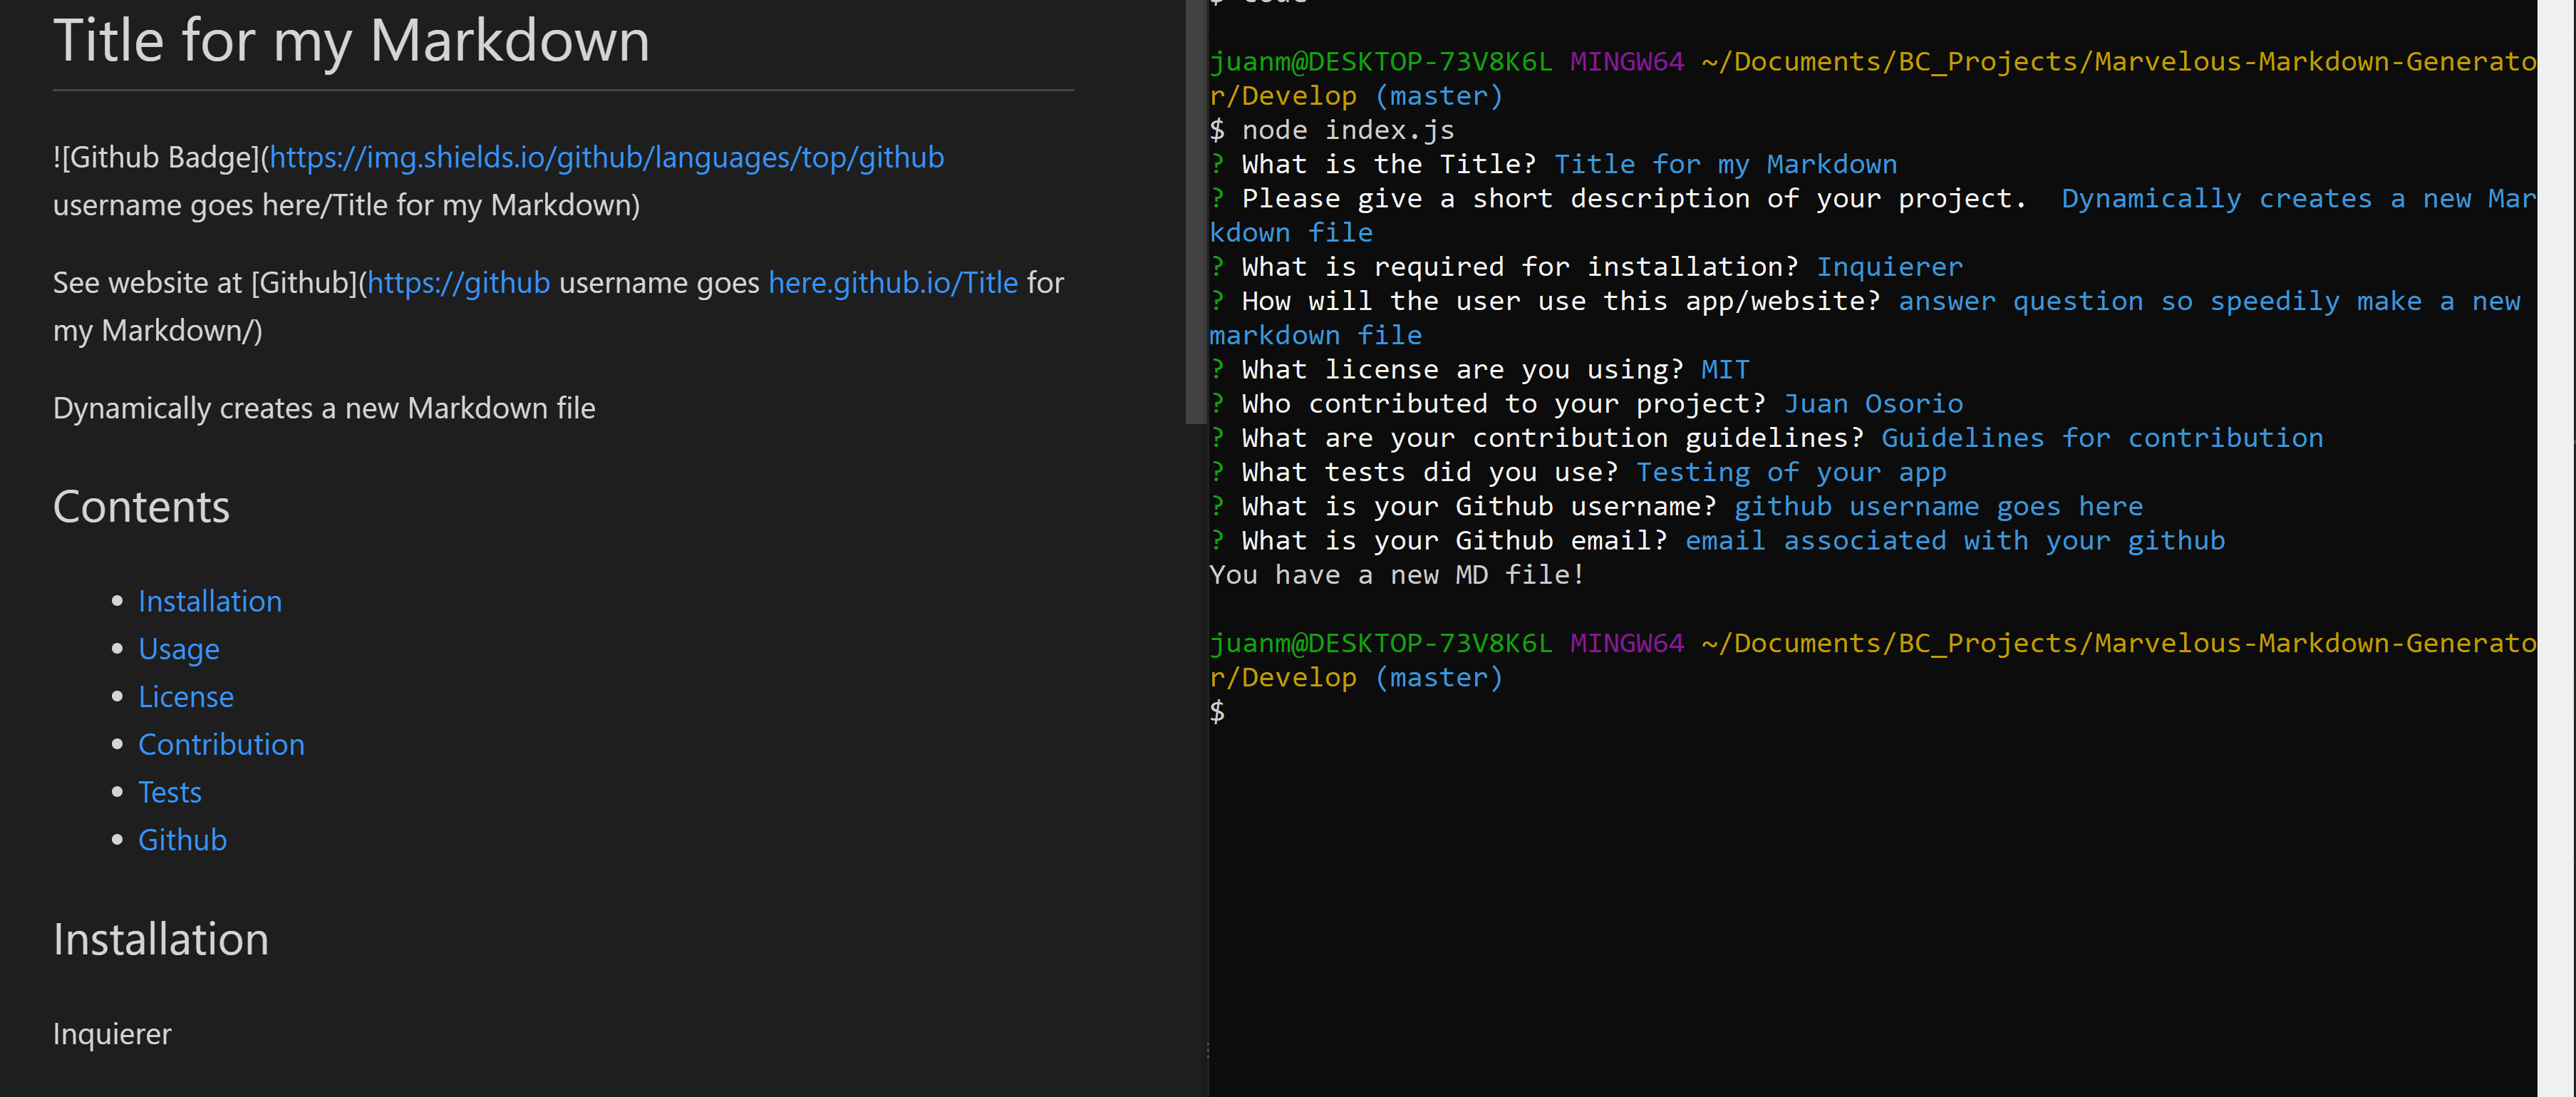 Title for my Markdown
![Github Badge](https://img.shields.io/github/languages/top/github
username goes here/Title for my Markdown)
See website at [Github](https://github username goes here.github.io/Title for
my Markdown/)
Dynamically creates a new Markdown file
Contents
• Installation
• Usage
• License
• Contribution
• Tests
• Github
Installation
Inquierer
$ code
juanm@DESKTOP-73V8K6L MINGW64 ~/Documents/BC_Projects/Marvelous-Markdown-Generato
r/Develop (master)
$ node index.js
? What is the Title? Title for my Markdown
? Please give a short description of your project.  Dynamically creates a new Mar
kdown file
? What is required for installation? Inquierer
? How will the user use this app/website? answer question so speedily make a new
markdown file
? What license are you using? MIT
? Who contributed to your project? Juan Osorio
? What are your contribution guidelines? Guidelines for contribution
? What tests did you use? Testing of your app
? What is your Github username? github username goes here
? What is your Github email? email associated with your github
You have a new MD file!
juanm@DESKTOP-73V8K6L MINGW64 ~/Documents/BC_Projects/Marvelous-Markdown-Generato
r/Develop (master)
$